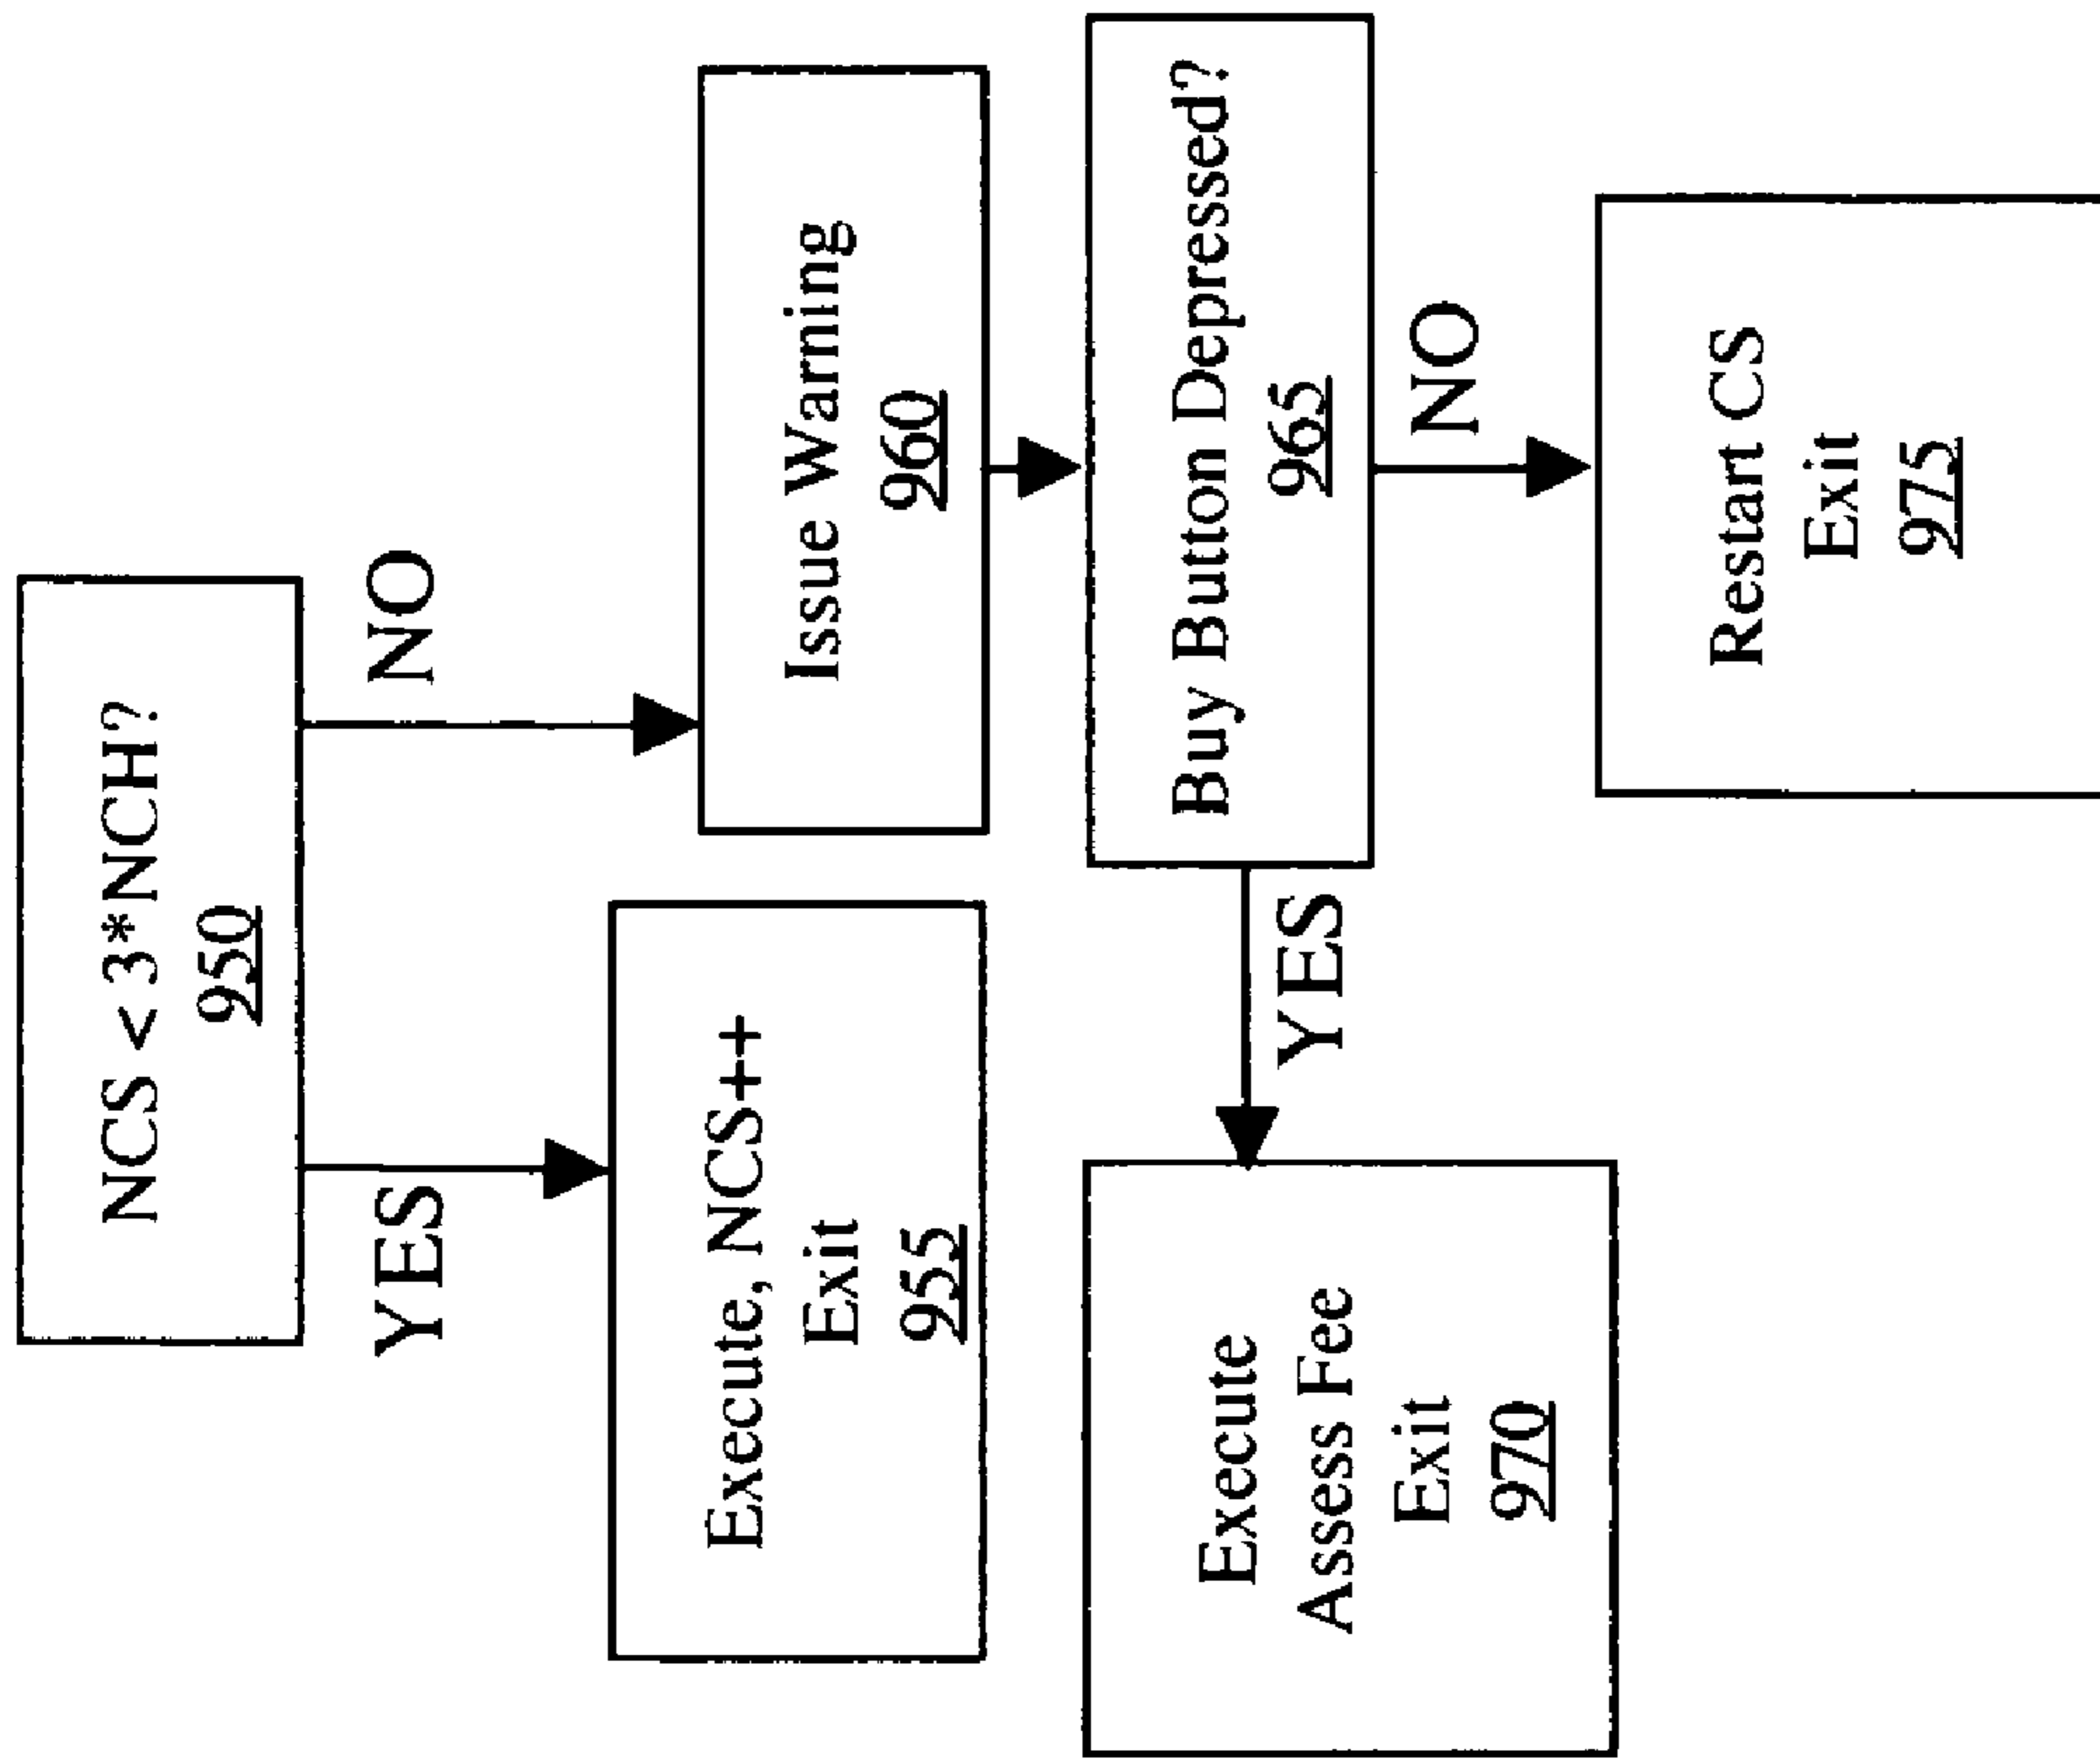 NCS < 3*NCH?
950
YES
NO
Execute, NCS++
Exit
955
Issue Warning
960
Buy Button Depressed?
965
YES
NO
Execute
Assess Fee
Exit
970
Restart CS
Exit
975